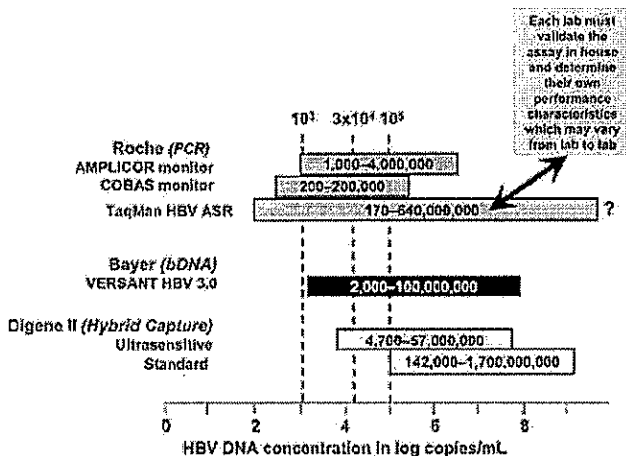 Each lab must
validate the
assay in house
and determine
their own
performance
characteristics
which may vary
from lab to lab
10³ 3x10⁴ 10⁵
Roche (PCR)
AMPLICOR monitor 1,000–4,000,000
COBAS monitor 200–200,000
TaqMan HBV ASR 170–640,000,000 ?
Bayer (bDNA)
VERSANT HBV 3.0 2,000–100,000,000
Digene II (Hybrid Capture)
Ultrasensitive 4,700–57,000,000
Standard 142,000–1,700,000,000
0 2 4 6 8
HBV DNA concentration in log copies/mL